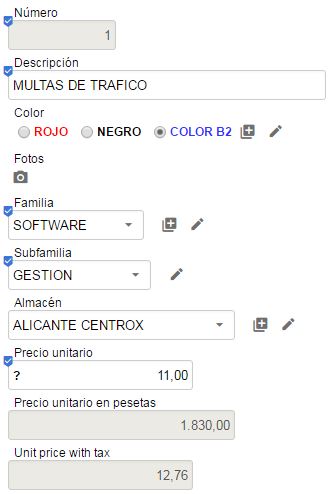 Número
1
Descripción
MULTAS DE TRAFICO
Color
ROJO NEGRO COLOR B2
Fotos
Familia
SOFTWARE
Subfamilia
GESTION
Almacén
ALICANTE CENTROX
Precio unitario
? 11,00
Precio unitario en pesetas
1.830,00
Unit price with tax
12,76